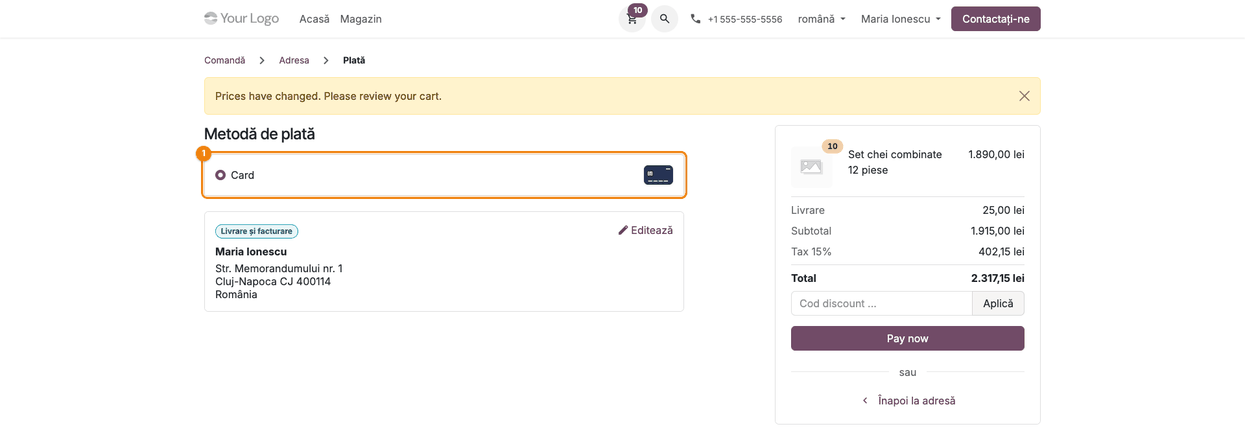 Your Logo
Acasă
Magazin
10
+1 555-555-5556
română
Maria Ionescu
Contactați-ne
Comandă
Adresa
Plată
Prices have changed. Please review your cart.
Metodă de plată
1
Card
Livrare și facturare
Editează
Maria Ionescu
Str. Memorandumului nr. 1
Cluj-Napoca CJ 400114
România
10
Set chei combinate
12 piese
1.890,00 lei
Livrare 25,00 lei
Subtotal 1.915,00 lei
Tax 15% 402,15 lei
Total 2.317,15 lei
Cod discount ...
Aplică
Pay now
sau
Înapoi la adresă